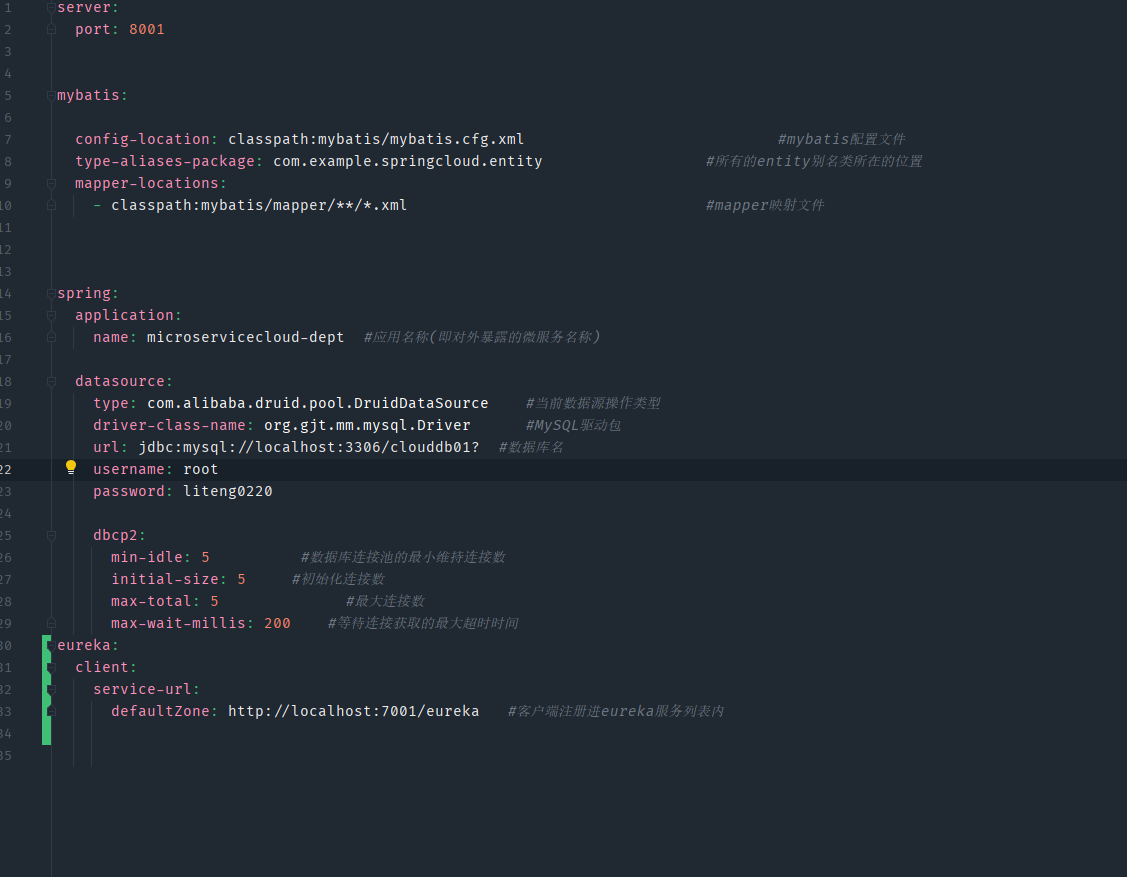 1 server:
2 port: 8001
3
4
5 mybatis:
6
7 config-location: classpath:mybatis/mybatis.cfg.xml #mybatis配置文件
8 type-aliases-package: com.example.springcloud.entity #所有的entity别名类所在的位置
9 mapper-locations:
10 - classpath:mybatis/mapper/**/*.xml #mapper映射文件
11
12
13
14 spring:
15 application:
16 name: microservicecloud-dept #应用名称(即对外暴露的微服务名称)
17
18 datasource:
19 type: com.alibaba.druid.pool.DruidDataSource #当前数据源操作类型
20 driver-class-name: org.gjt.mm.mysql.Driver #MySQL驱动包
21 url: jdbc:mysql://localhost:3306/clouddb01? #数据库名
22 username: root
23 password: liteng0220
24
25 dbcp2:
26 min-idle: 5 #数据库连接池的最小维持连接数
27 initial-size: 5 #初始化连接数
28 max-total: 5 #最大连接数
29 max-wait-millis: 200 #等待连接获取的最大超时时间
30 eureka:
31 client:
32 service-url:
33 defaultZone: http://localhost:7001/eureka #客户端注册进eureka服务列表内
34
35